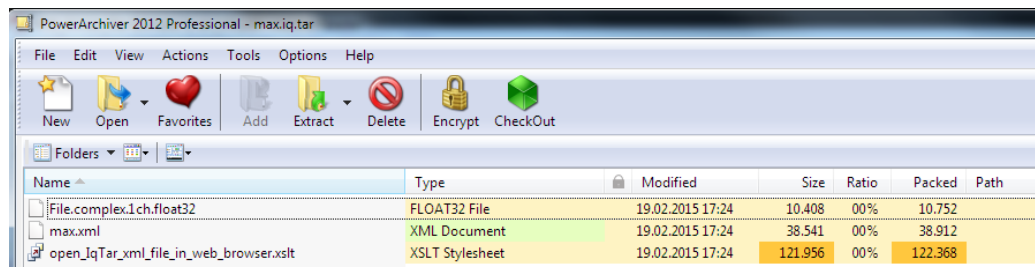 PowerArchiver 2012 Professional - max.iq.tar
File Edit View Actions Tools Options Help
New Open Favorites Add Extract Delete Encrypt CheckOut
Folders
Name Type Modified Size Ratio Packed Path
File.complex.1ch.float32 FLOAT32 File 19.02.2015 17:24 10.408 00% 10.752
max.xml XML Document 19.02.2015 17:24 38.541 00% 38.912
open_IqTar_xml_file_in_web_browser.xslt XSLT Stylesheet 19.02.2015 17:24 121.956 00% 122.368